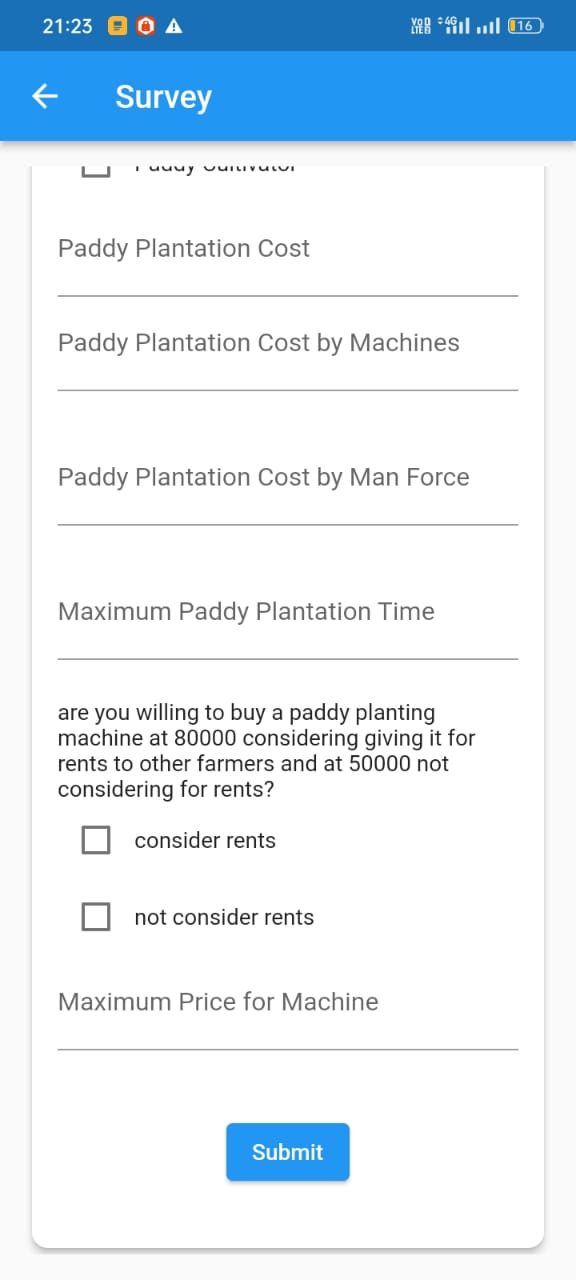 21:23
4G
16
Survey
Paddy Cultivator
Paddy Plantation Cost
Paddy Plantation Cost by Machines
Paddy Plantation Cost by Man Force
Maximum Paddy Plantation Time
are you willing to buy a paddy planting
machine at 80000 considering giving it for
rents to other farmers and at 50000 not
considering for rents?
consider rents
not consider rents
Maximum Price for Machine
Submit